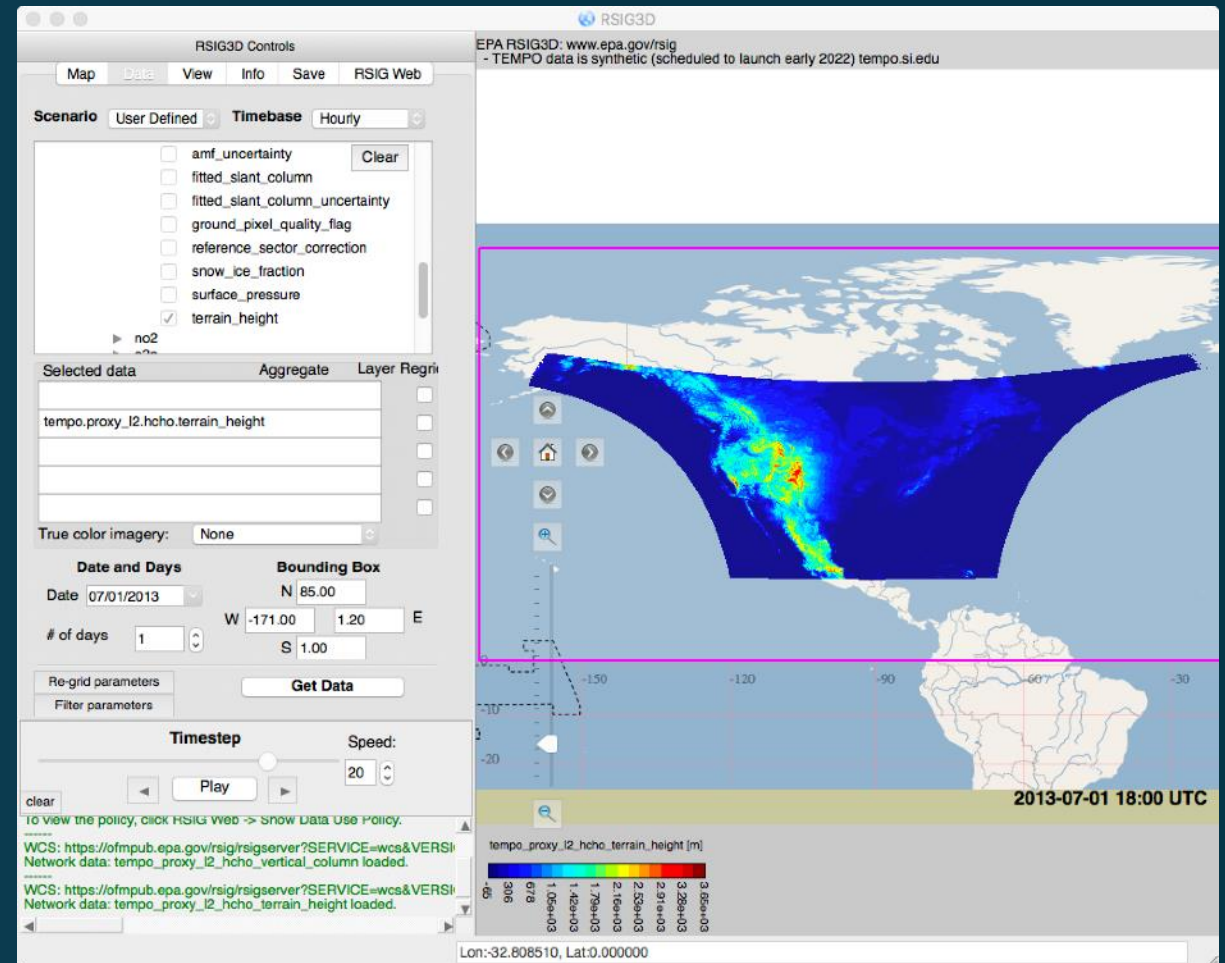 RSIG3D
RSIG3D Controls
Map Data View Info Save RSIG Web
Scenario User Defined Timebase Hourly
amf_uncertainty
Clear
fitted_slant_column
fitted_slant_column_uncertainty
ground_pixel_quality_flag
reference_sector_correction
snow_ice_fraction
surface_pressure
terrain_height
no2
Selected data Aggregate Layer Regri
tempo.proxy_l2.hcho.terrain_height
True color imagery: None
Date and Days Bounding Box
Date 07/01/2013
N 85.00
W -171.00 1.20 E
# of days 1
S 1.00
Re-grid parameters
Filter parameters
Get Data
Timestep Speed:
20
Play
clear
To view the policy, click RSIG Web -> Show Data Use Policy.
------
WCS: https://ofmpub.epa.gov/rsig/rsigserver?SERVICE=wcs&VERSI
Network data: tempo_proxy_l2_hcho_vertical_column loaded.
------
WCS: https://ofmpub.epa.gov/rsig/rsigserver?SERVICE=wcs&VERSI
Network data: tempo_proxy_l2_hcho_terrain_height loaded.
EPA RSIG3D: www.epa.gov/rsig
- TEMPO data is synthetic (scheduled to launch early 2022) tempo.si.edu
0
-150 -120 -90 -60 -30
-10
-20
2013-07-01 18:00 UTC
tempo_proxy_l2_hcho_terrain_height [m]
-65
306
678
1.05e+03
1.42e+03
1.79e+03
2.16e+03
2.53e+03
2.91e+03
3.28e+03
3.65e+03
Lon:-32.808510, Lat:0.000000